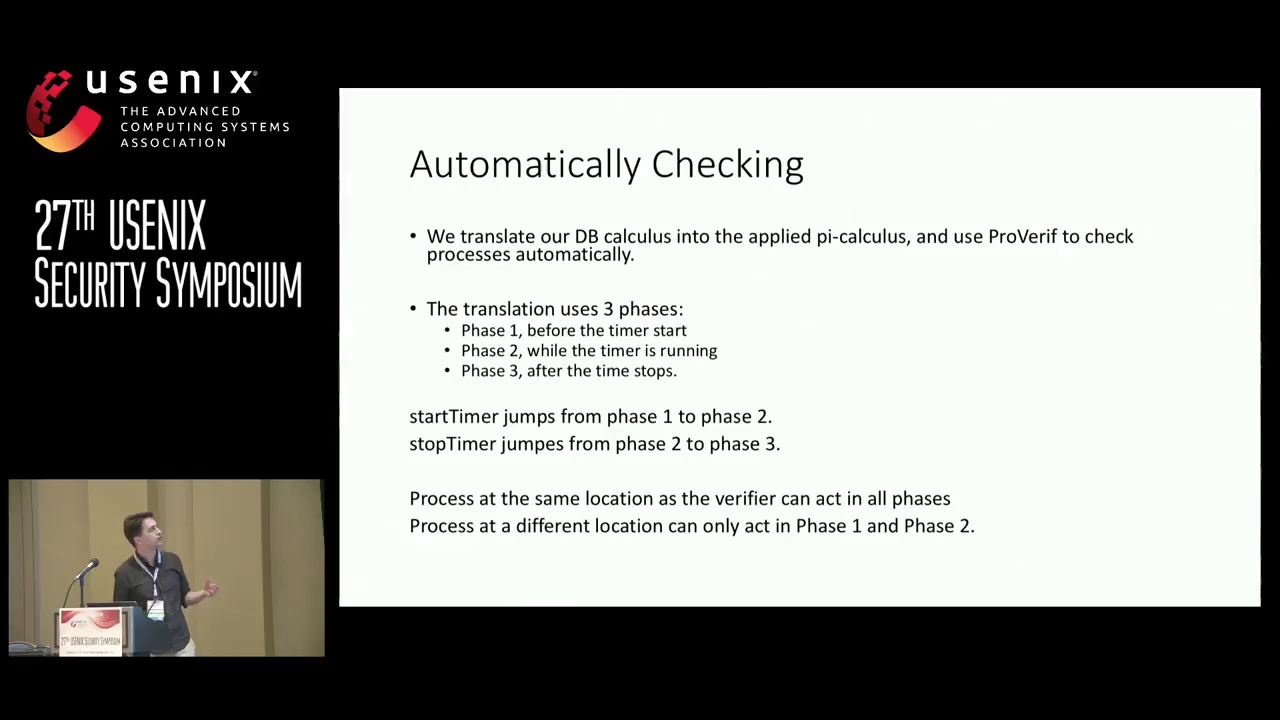 usenix
THE ADVANCED
COMPUTING SYSTEMS
ASSOCIATION
27TH USENIX
SECURITY SYMPOSIUM
Automatically Checking
• We translate our DB calculus into the applied pi-calculus, and use ProVerif to check
processes automatically.
• The translation uses 3 phases:
• Phase 1, before the timer start
• Phase 2, while the timer is running
• Phase 3, after the time stops.
startTimer jumps from phase 1 to phase 2.
stopTimer jumpes from phase 2 to phase 3.
Process at the same location as the verifier can act in all phases
Process at a different location can only act in Phase 1 and Phase 2.
27TH USENIX SECURITY SYMPOSIUM